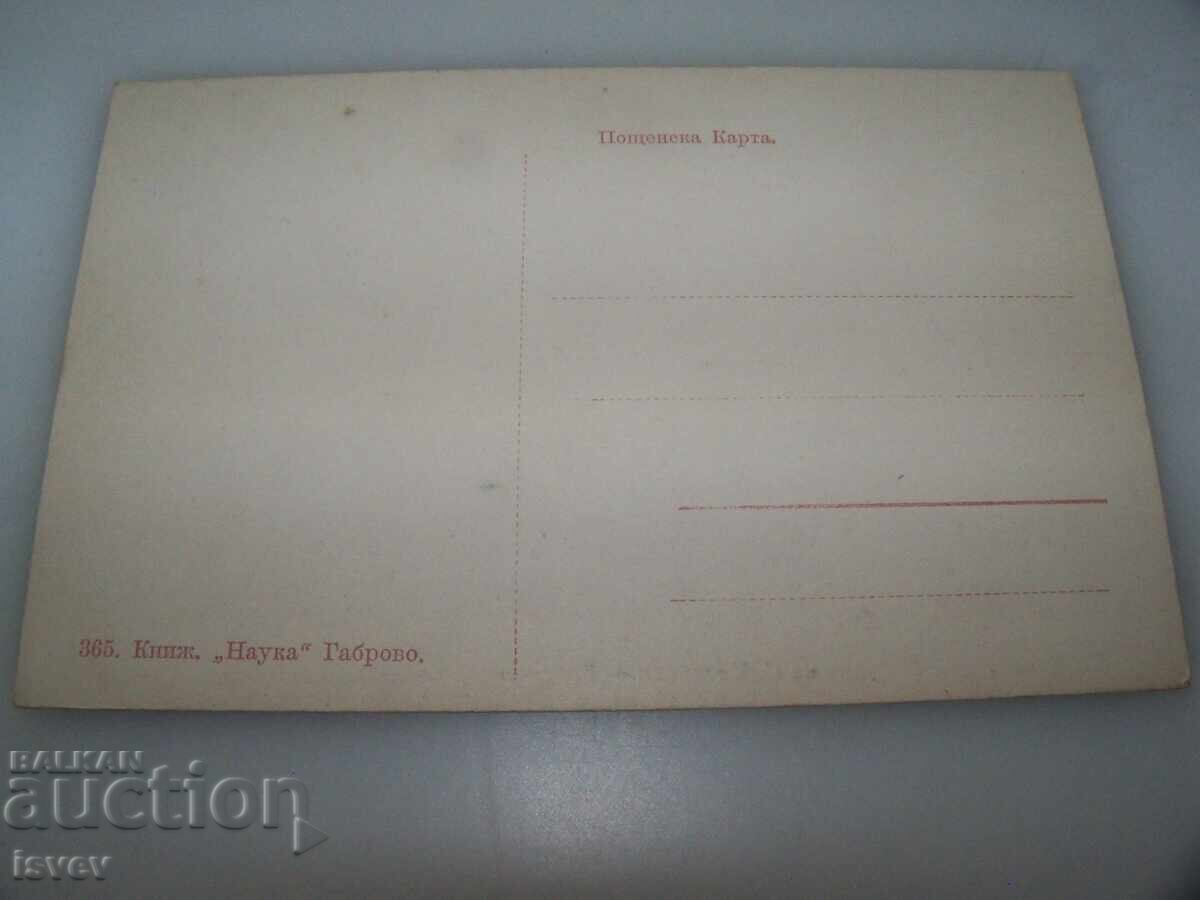 Пощенска Карта.
365. Книж. „Наука“ Габрово.
BALKAN
auction
isvev